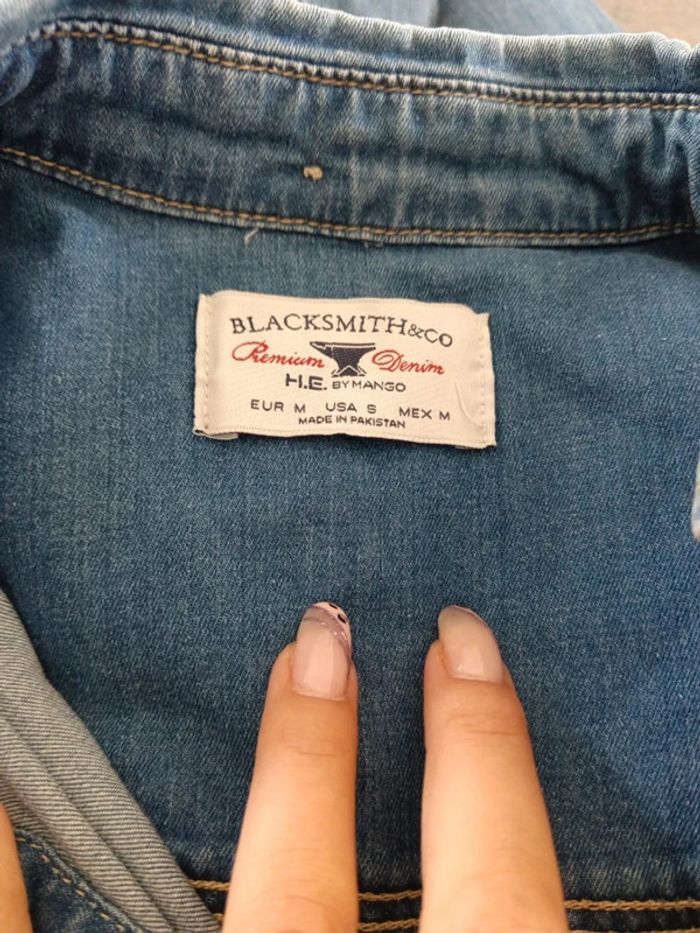 BLACKSMITH&CO
Premium Denim
H.E. BY MANGO
EUR M USA S MEX M
MADE IN PAKISTAN